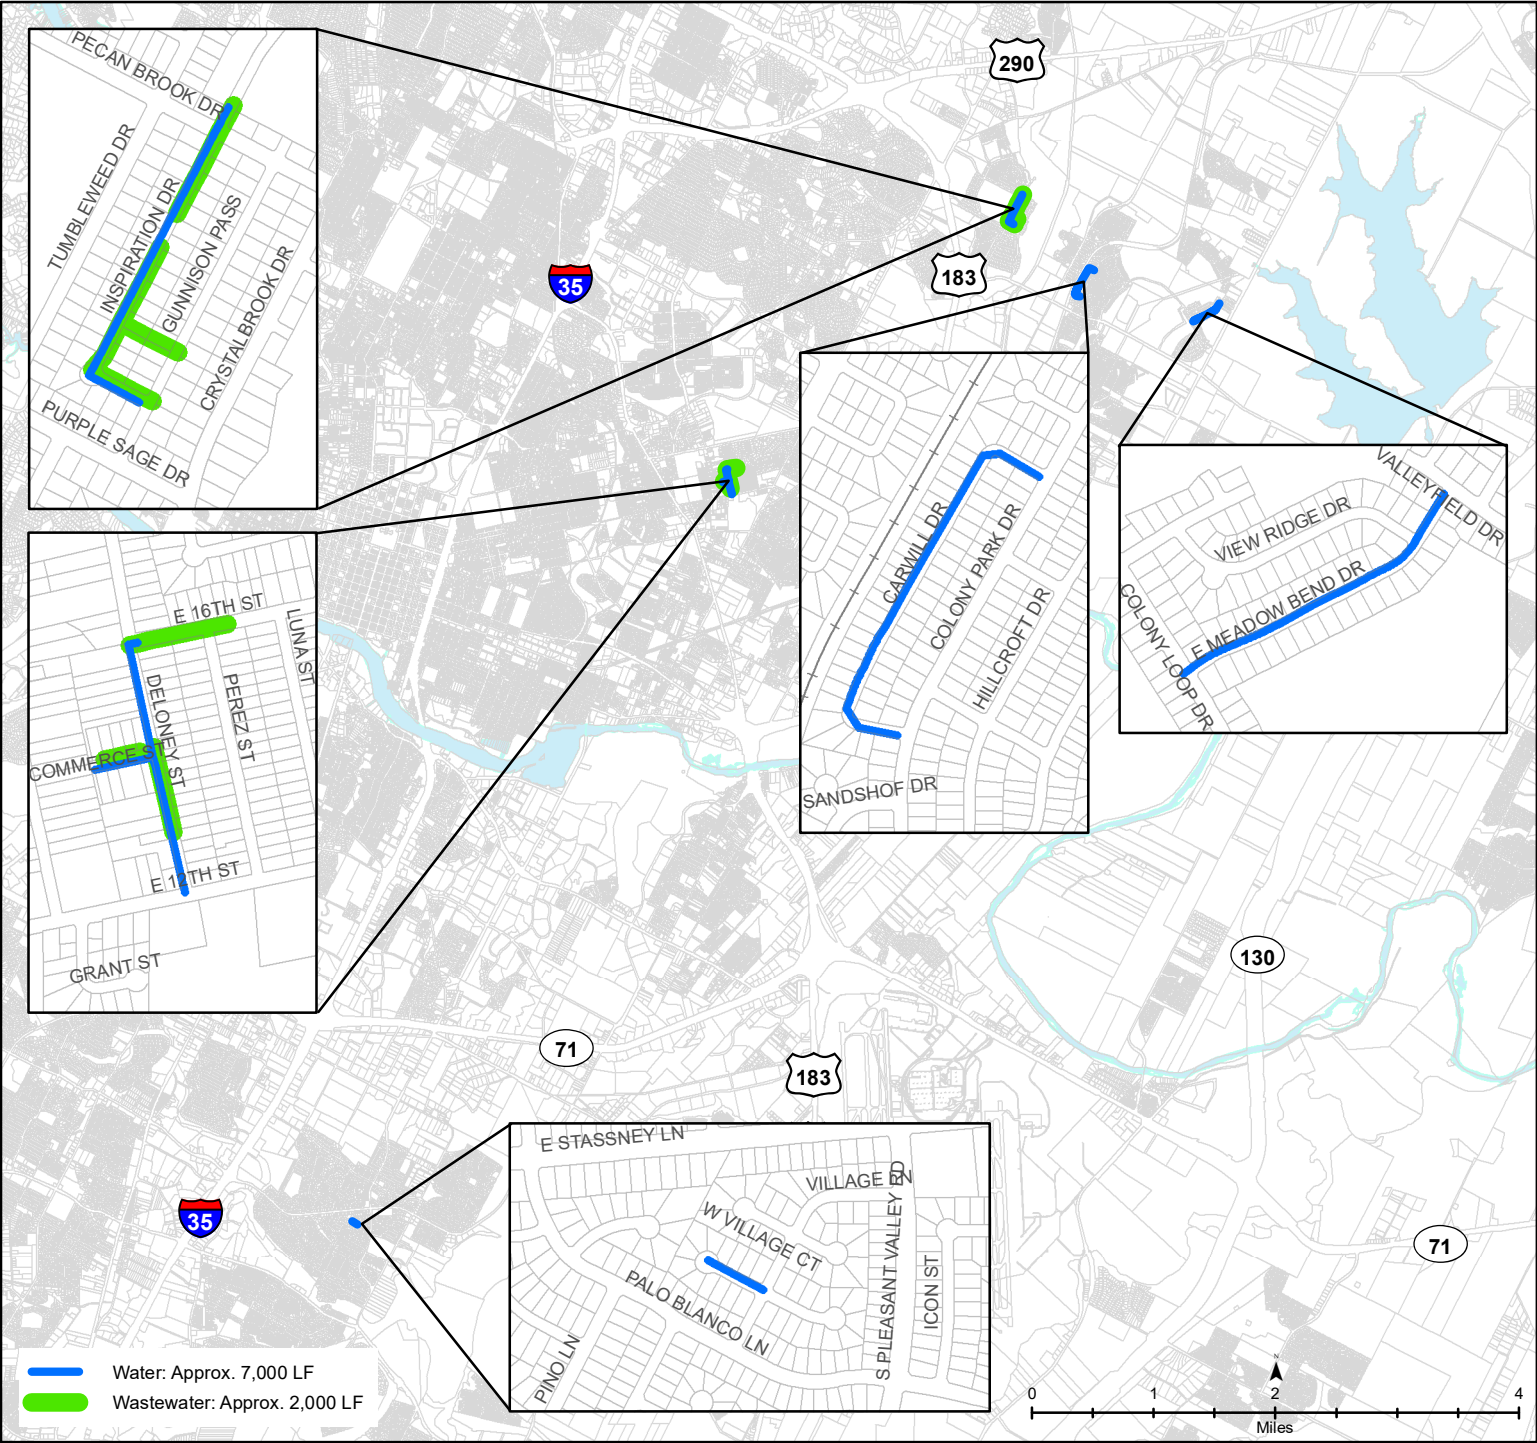 PECAN BROOK DR
TUMBLEWEED DR
INSPIRATION DR
GUNNISON PASS
CRYSTALBROOK DR
PURPLE SAGE DR
290
183
35
E 16TH ST
LUNA ST
DELONEY ST
PEREZ ST
COMMERCE ST
E 12TH ST
GRANT ST
CARWILL DR
COLONY PARK DR
HILLCROFT DR
SANDSHOF DR
VALLEYFIELD DR
VIEW RIDGE DR
E MEADOW BEND DR
COLONY LOOP DR
130
71
183
35
71
E STASSNEY LN
VILLAGE LN
W VILLAGE CT
PALO BLANCO LN
S PLEASANT VALLEY RD
ICON ST
PINO LN
Water: Approx. 7,000 LF
Wastewater: Approx. 2,000 LF
N
0 1 2 4
Miles